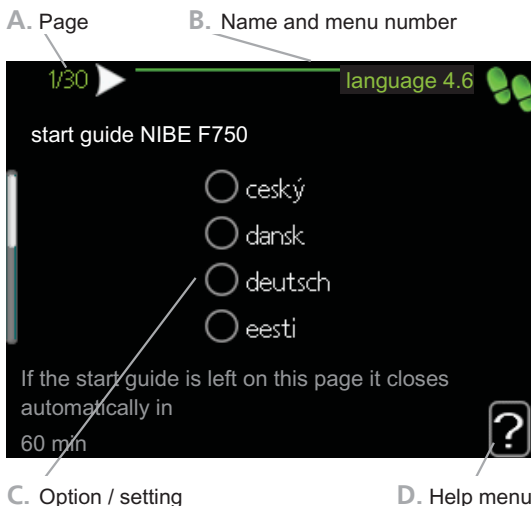 A. Page
B. Name and menu number
1/30
language 4.6
start guide NIBE F750
ceský
dansk
deutsch
eesti
If the start guide is left on this page it closes
automatically in
60 min
?
C. Option / setting
D. Help menu